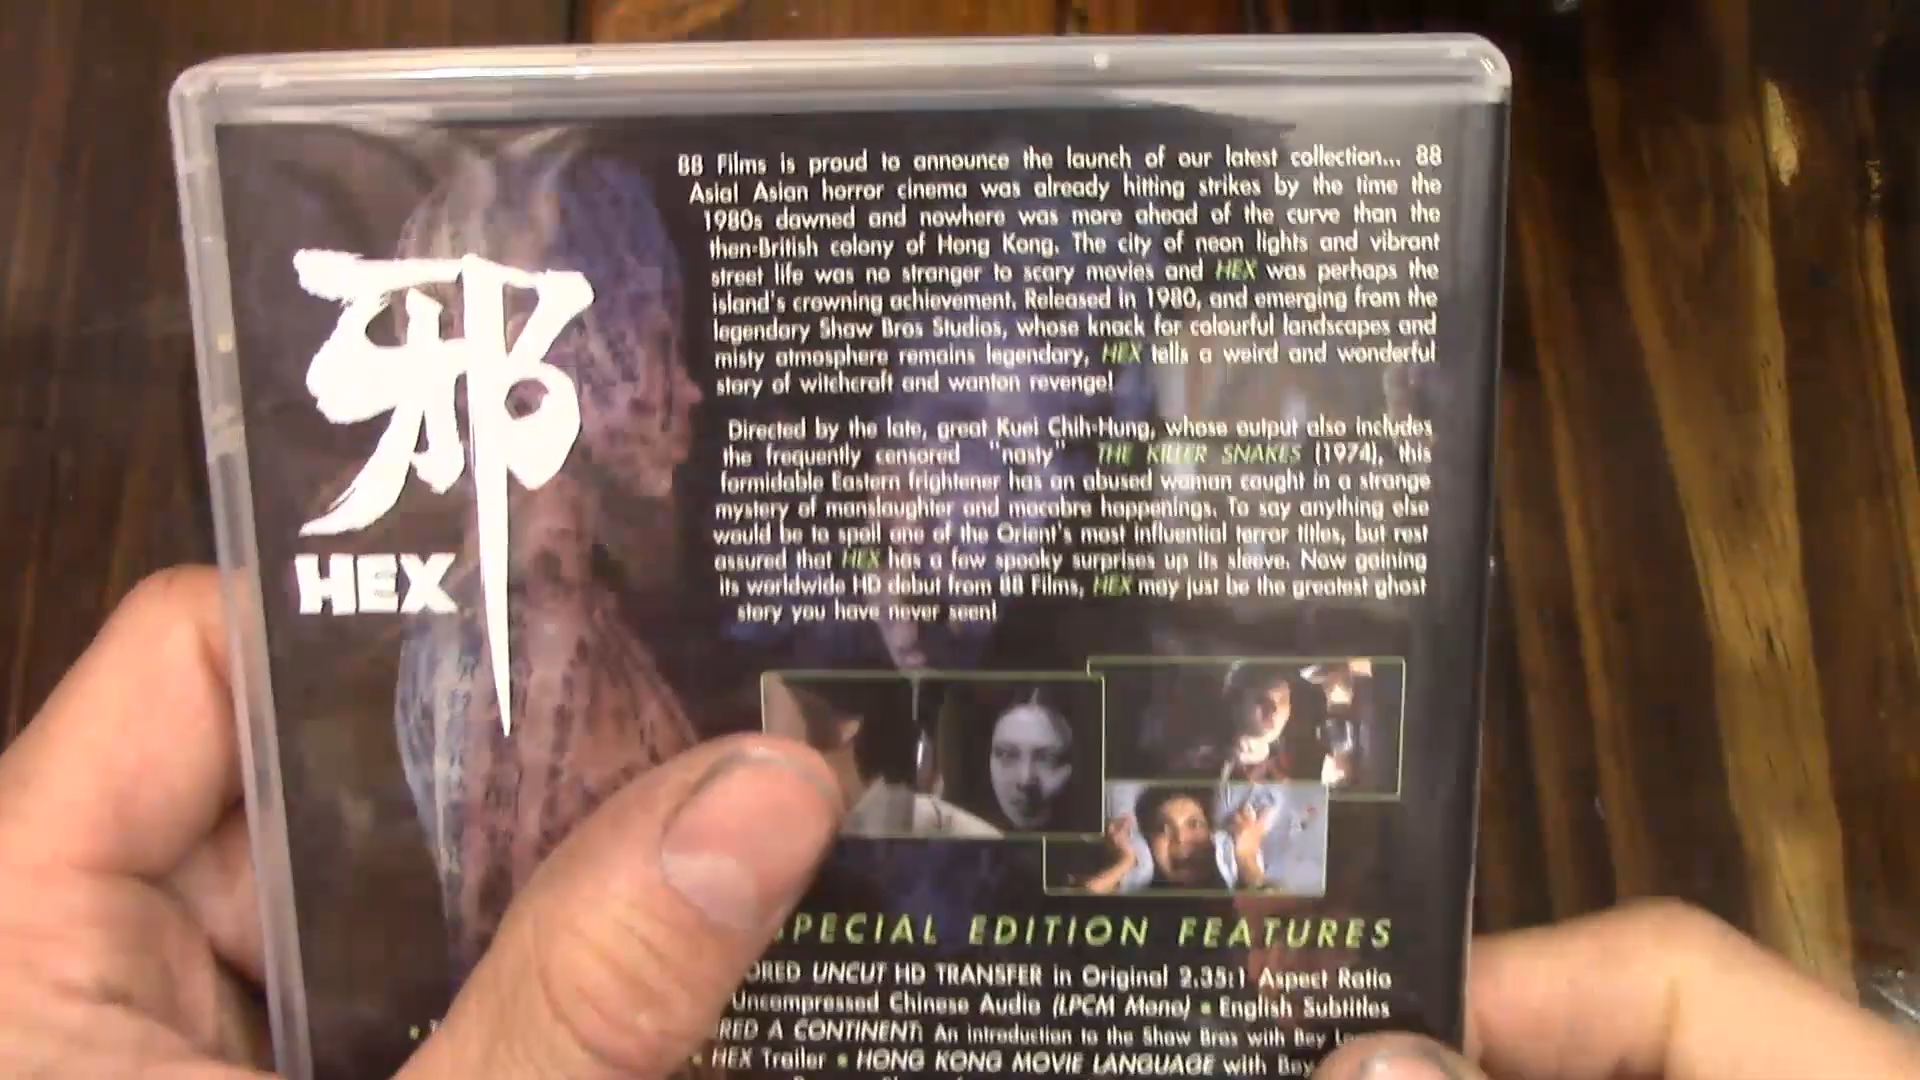 邪
HEX
88 Films is proud to announce the launch of our latest collection... 88
Asia! Asian horror cinema was already hitting strikes by the time the
1980s dawned and nowhere was more ahead of the curve than the
then-British colony of Hong Kong. The city of neon lights and vibrant
street life was no stranger to scary movies and HEX was perhaps the
island's crowning achievement. Released in 1980, and emerging from the
legendary Shaw Bros Studios, whose knack for colourful landscapes and
misty atmosphere remains legendary, HEX tells a weird and wonderful
story of witchcraft and wanton revenge!
Directed by the late, great Kuei Chih-Hung, whose output also includes
the frequently censored "nasty" THE KILLER SNAKES (1974), this
formidable Eastern frightener has an abused woman caught in a strange
mystery of manslaughter and macabre happenings. To say anything else
would be to spoil one of the Orient's most influential terror titles, but rest
assured that HEX has a few spooky surprises up its sleeve. Now gaining
its worldwide HD debut from 88 Films, HEX may just be the greatest ghost
story you have never seen!
SPECIAL EDITION FEATURES
ORED UNCUT HD TRANSFER in Original 2.35:1 Aspect Ratio
Uncompressed Chinese Audio (LPCM Mono) • English Subtitles
RED A CONTINENT: An introduction to the Shaw Bros with Bey
• HEX Trailer • HONG KONG MOVIE LANGUAGE with Bey